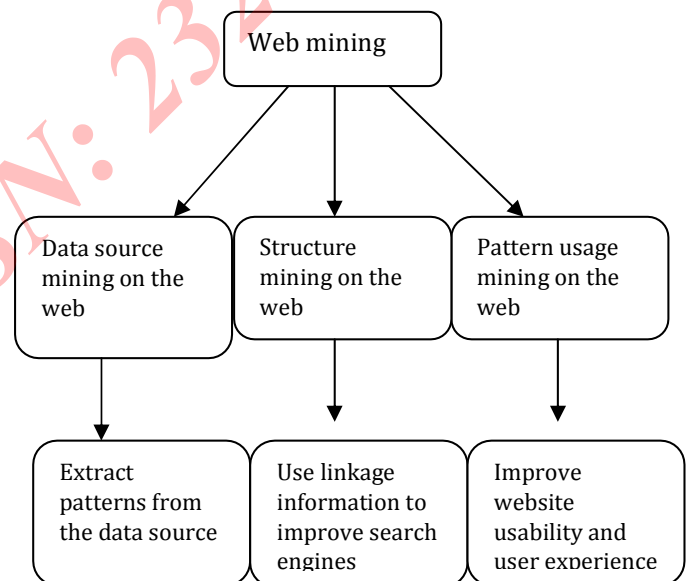 Web mining
Data source
mining on the
web
Structure
mining on the
web
Pattern usage
mining on the
web
Extract
patterns from
the data source
Use linkage
information to
improve search
engines
Improve
website
usability and
user experience
N: 232